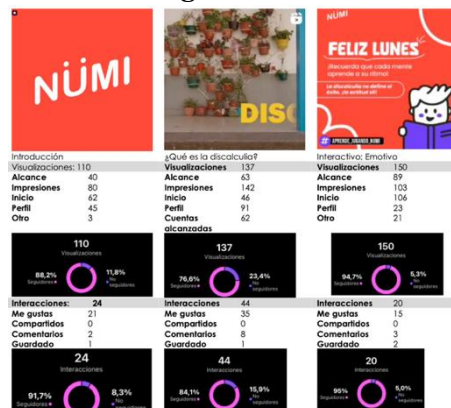 NÜMI
DISC
NÜMI
FELIZ LUNES
¡Recuerda que cada mente
aprende a su ritmo!
La discalculia no define el
éxito, ¡la actitud sí!
APRENDE_JUGANDO_NUMI
Introducción
Visualizaciones: 110
Alcance 40
Impresiones 80
Inicio 62
Perfil 45
Otro 3
¿Qué es la discalculia?
Visualizaciones 137
Alcance 63
Impresiones 142
Inicio 46
Perfil 91
Cuentas 62
alcanzadas
Interactivo; Emotivo
Visualizaciones 150
Alcance 89
Impresiones 103
Inicio 106
Perfil 23
Otro 21
110
Visualizaciones
88,2%
Seguidores
11,8%
No
seguidores
137
Visualizaciones
76,6%
Seguidores
23,4%
No
seguidores
150
Visualizaciones
94,7%
Seguidores
5,3%
No
seguidores
Interacciones: 24
Me gustas 21
Compartidos 0
Comentarios 2
Guardado 1
Interacciones 44
Me gustas 35
Compartidos 0
Comentarios 8
Guardado 1
Interacciones 20
Me gustas 15
Compartidos 0
Comentarios 3
Guardado 2
24
Interacciones
91,7%
Seguidores
8,3%
No
seguidores
44
Interacciones
84,1%
Seguidores
15,9%
No
seguidores
20
Interacciones
95%
Seguidores
5,0%
No
seguidores